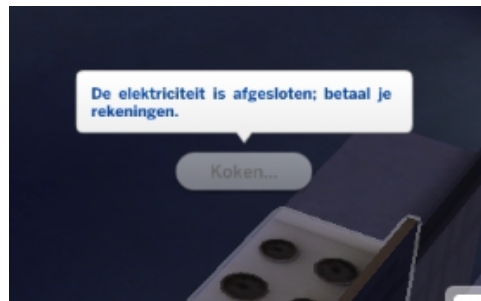 De elektriciteit is afgesloten; betaal je
rekeningen.
Koken...